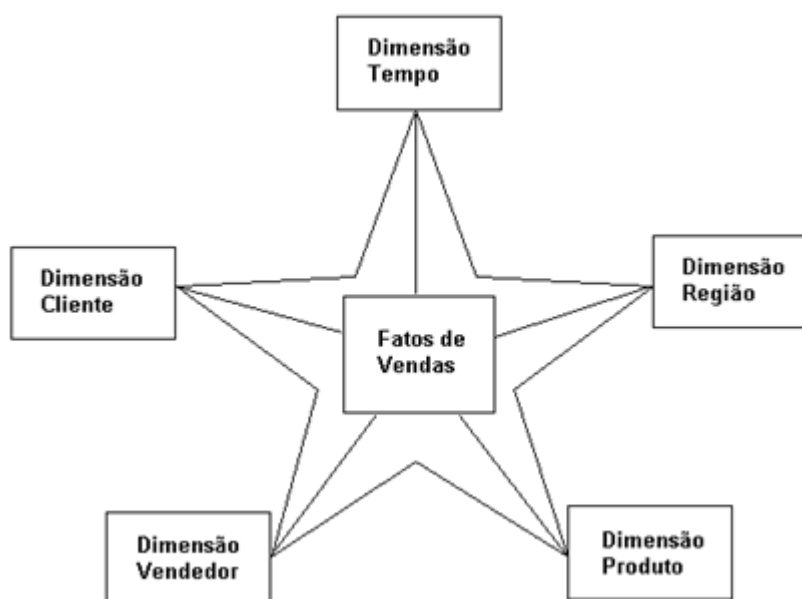 Dimensão
Tempo
Dimensão
Cliente
Dimensão
Região
Fatos de
Vendas
Dimensão
Vendedor
Dimensão
Produto